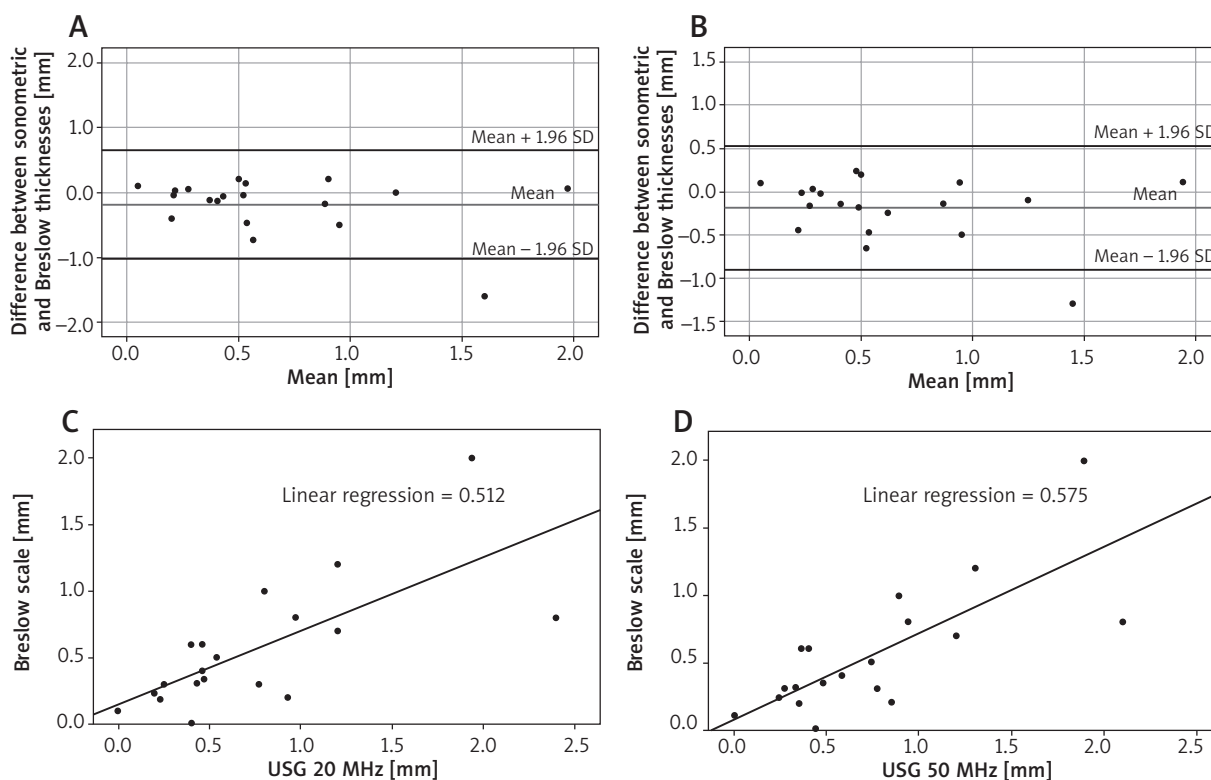 A
Difference between sonometric
and Breslow thicknesses [mm]
2.0
1.0
0.0
–1.0
–2.0
Mean + 1.96 SD
Mean
Mean – 1.96 SD
0.0 0.5 1.0 1.5 2.0
Mean [mm]
B
Difference between sonometric
and Breslow thicknesses [mm]
1.5
1.0
0.5
0.0
–0.5
–1.0
–1.5
Mean + 1.96 SD
Mean
Mean – 1.96 SD
0.0 0.5 1.0 1.5 2.0
Mean [mm]
C
Breslow scale [mm]
2.0
1.5
1.0
0.5
0.0
Linear regression = 0.512
0.0 0.5 1.0 1.5 2.0 2.5
USG 20 MHz [mm]
D
Breslow scale [mm]
2.0
1.5
1.0
0.5
0.0
Linear regression = 0.575
0.0 0.5 1.0 1.5 2.0 2.5
USG 50 MHz [mm]